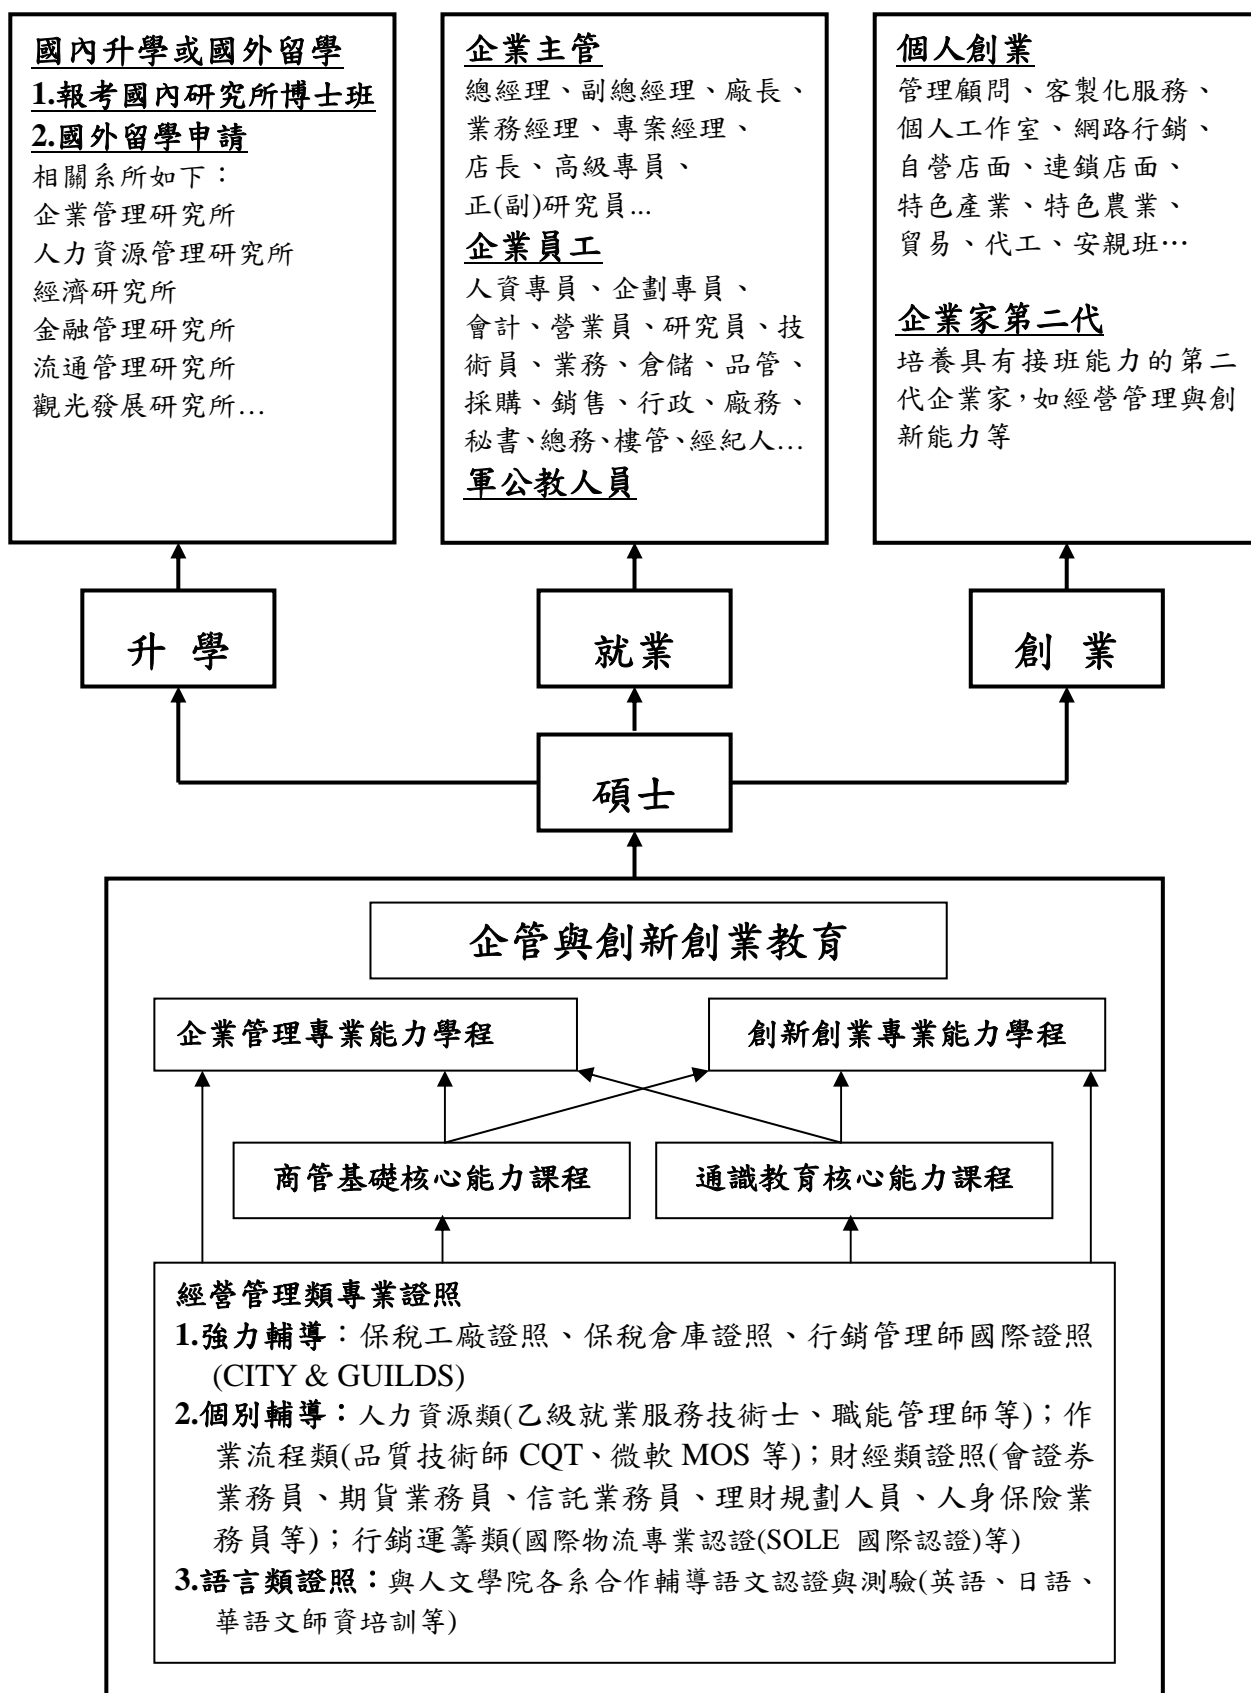 國內升學或國外留學
1.報考國內研究所博士班
2.國外留學申請
相關系所如下：
企業管理研究所
人力資源管理研究所
經濟研究所
金融管理研究所
流通管理研究所
觀光發展研究所…
企業主管
總經理、副總經理、廠長、
業務經理、專案經理、
店長、高級專員、
正(副)研究員...
企業員工
人資專員、企劃專員、
會計、營業員、研究員、技
術員、業務、倉儲、品管、
採購、銷售、行政、廠務、
秘書、總務、樓管、經紀人…
軍公教人員
個人創業
管理顧問、客製化服務、
個人工作室、網路行銷、
自營店面、連鎖店面、
特色產業、特色農業、
貿易、代工、安親班…
企業家第二代
培養具有接班能力的第二
代企業家，如經營管理與創
新能力等
升 學
就業
創 業
碩士
企管與創新創業教育
企業管理專業能力學程
創新創業專業能力學程
商管基礎核心能力課程
通識教育核心能力課程
經營管理類專業證照
1.強力輔導：保稅工廠證照、保稅倉庫證照、行銷管理師國際證照
(CITY & GUILDS)
2.個別輔導：人力資源類(乙級就業服務技術士、職能管理師等)；作
業流程類(品質技術師 CQT、微軟 MOS 等)；財經類證照(會證券
業務員、期貨業務員、信託業務員、理財規劃人員、人身保險業
務員等)；行銷運籌類(國際物流專業認證(SOLE 國際認證)等)
3.語言類證照：與人文學院各系合作輔導語文認證與測驗(英語、日語、
華語文師資培訓等)